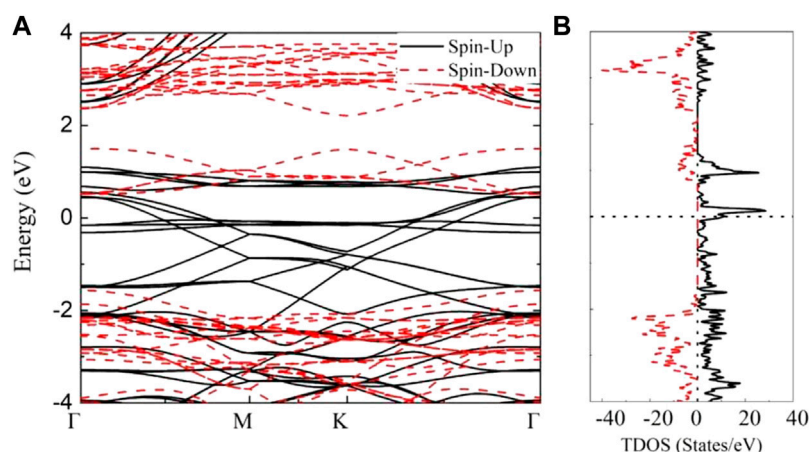 A
B
Spin-Up
Spin-Down
Energy (eV)
4
2
0
-2
-4
Γ M K Γ
-40 -20 0 20 40
TDOS (States/eV)